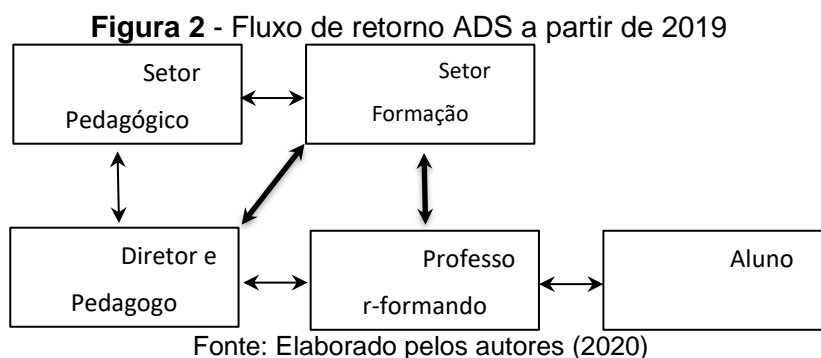 Figura 2 - Fluxo de retorno ADS a partir de 2019
Setor
Pedagógico
Setor
Formação
Diretor e
Pedagogo
Professo
r-formando
Aluno
Fonte: Elaborado pelos autores (2020)